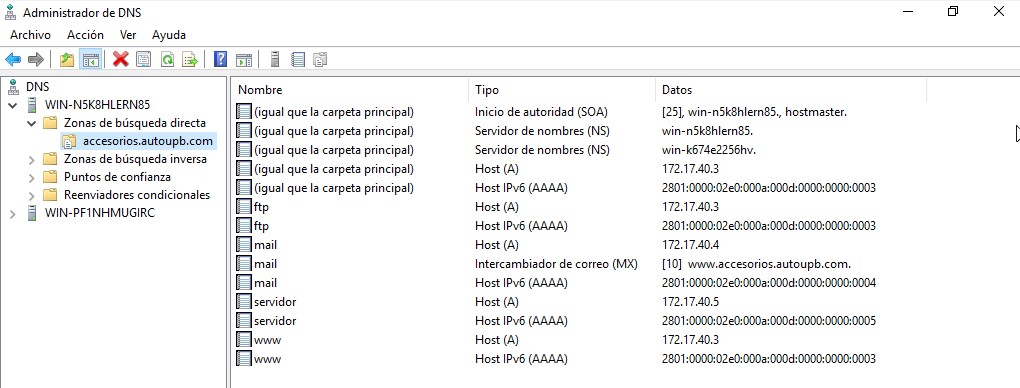 Administrador de DNS
Archivo Acción Ver Ayuda
DNS
WIN-N5K8HLERN85
Zonas de búsqueda directa
accesorios.autoupb.com
Zonas de búsqueda inversa
Puntos de confianza
Reenviadores condicionales
WIN-PF1NHMUGIRC
Nombre Tipo Datos
(igual que la carpeta principal) Inicio de autoridad (SOA) [25], win-n5k8hlern85., hostmaster.
(igual que la carpeta principal) Servidor de nombres (NS) win-n5k8hlern85.
(igual que la carpeta principal) Servidor de nombres (NS) win-k674e2256hv.
(igual que la carpeta principal) Host (A) 172.17.40.3
(igual que la carpeta principal) Host IPv6 (AAAA) 2801:0000:02e0:000a:000d:0000:0000:0003
ftp Host (A) 172.17.40.3
ftp Host IPv6 (AAAA) 2801:0000:02e0:000a:000d:0000:0000:0003
mail Host (A) 172.17.40.4
mail Intercambiador de correo (MX) [10] www.accesorios.autoupb.com.
mail Host IPv6 (AAAA) 2801:0000:02e0:000a:000d:0000:0000:0004
servidor Host (A) 172.17.40.5
servidor Host IPv6 (AAAA) 2801:0000:02e0:000a:000d:0000:0000:0005
www Host (A) 172.17.40.3
www Host IPv6 (AAAA) 2801:0000:02e0:000a:000d:0000:0000:0003